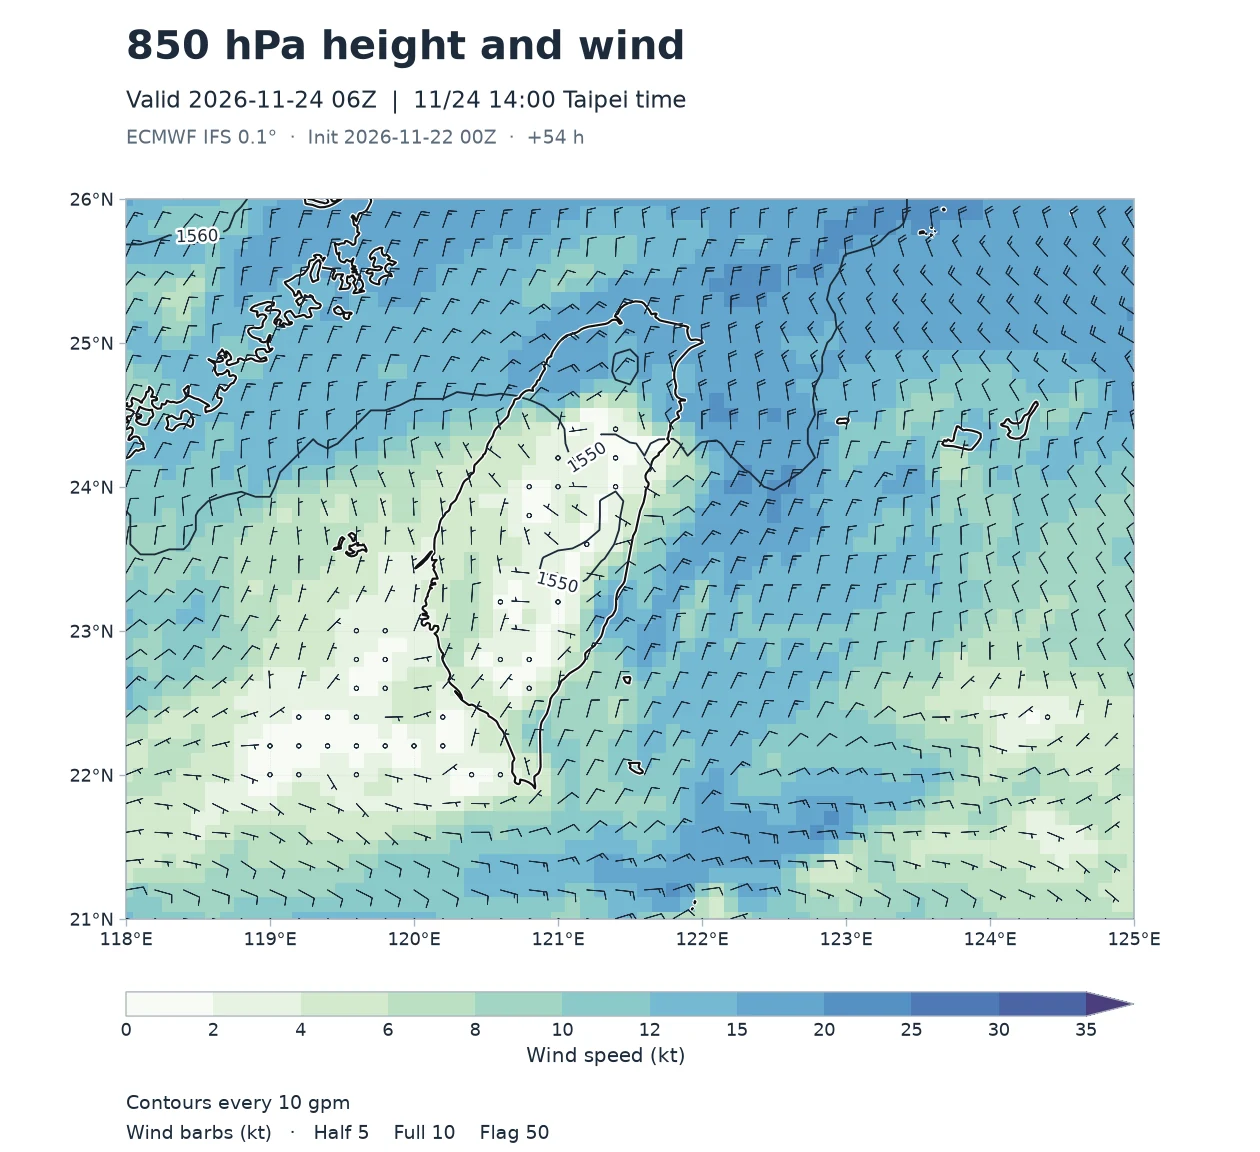 850 hPa height and wind
Valid 2026-11-24 06Z | 11/24 14:00 Taipei time
ECMWF IFS 0.1° · Init 2026-11-22 00Z · +54 h
26°N
1560
25°N
1550
24°N
1550
23°N
22°N
21°N
118°E 119°E 120°E 121°E 122°E 123°E 124°E 125°E
0 2 4 6 8 10 12 15 20 25 30 35
Wind speed (kt)
Contours every 10 gpm
Wind barbs (kt) · Half 5 Full 10 Flag 50